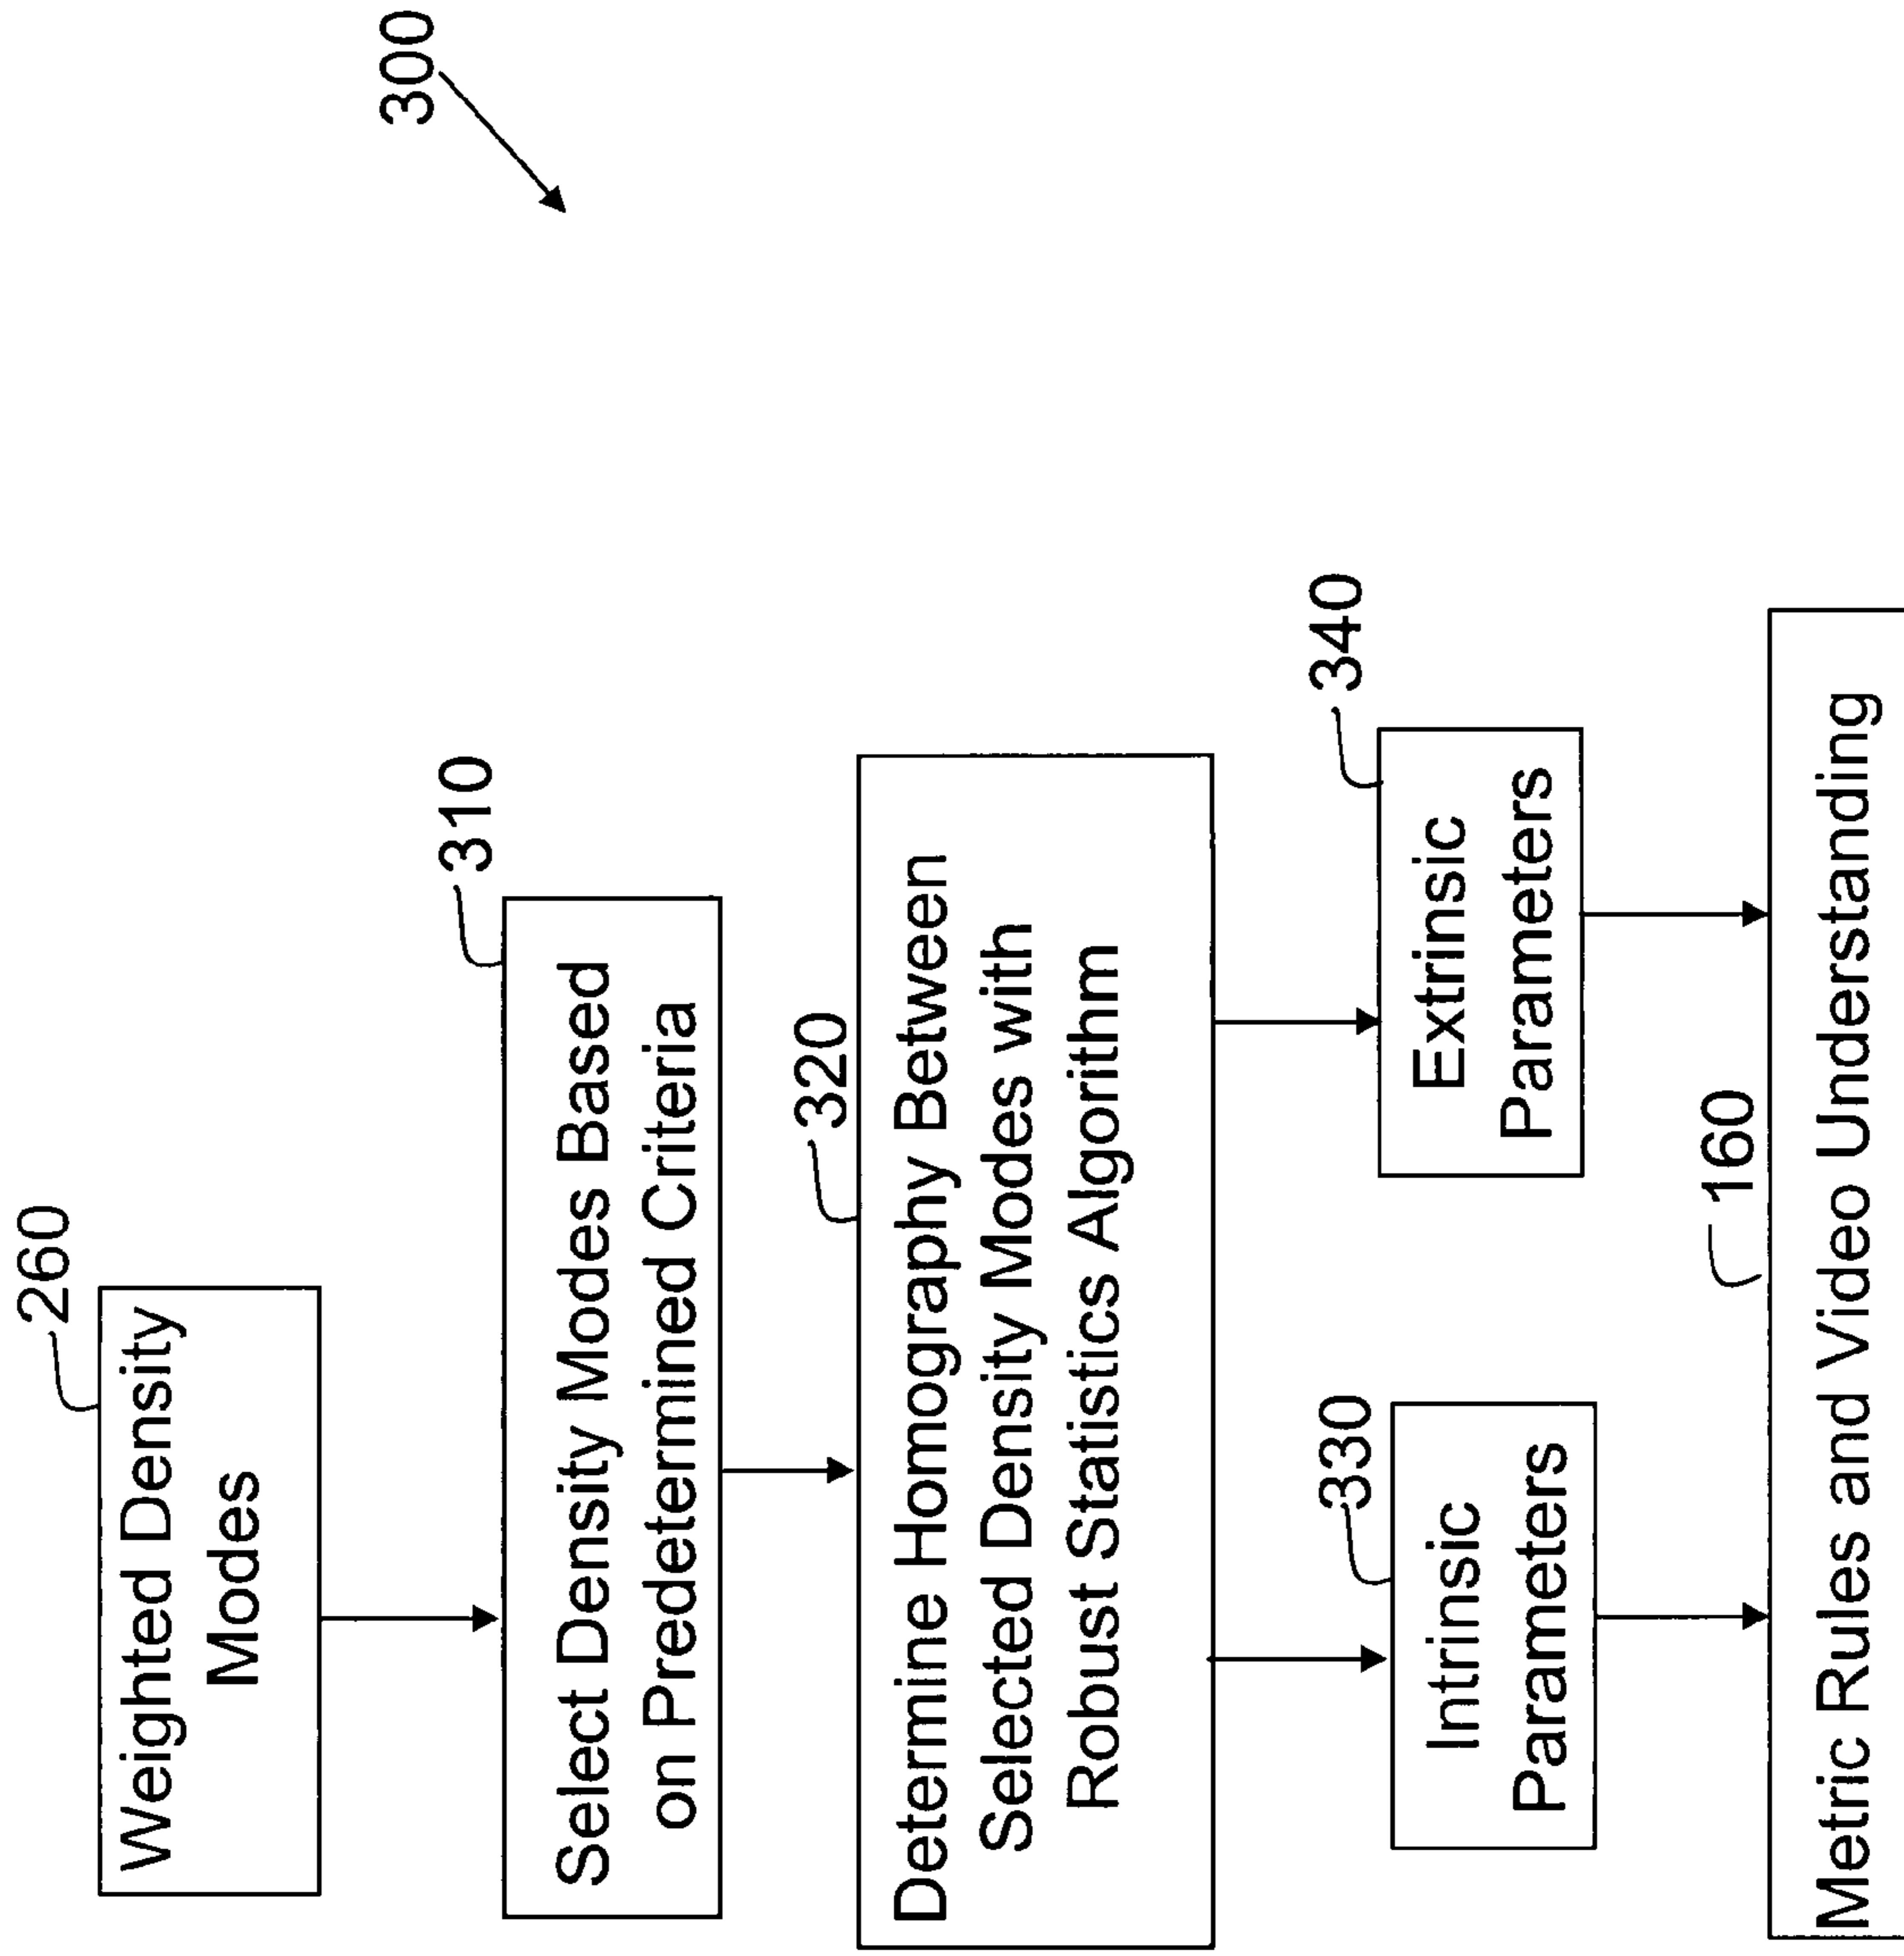 300
260
Weighted Density
Modes
310
Select Density Modes Based
on Predetermined Criteria
320
Determine Homography Between
Selected Density Modes with
Robust Statistics Algorithm
330
Intrinsic
Parameters
340
Extrinsic
Parameters
160
Metric Rules and Video Understanding